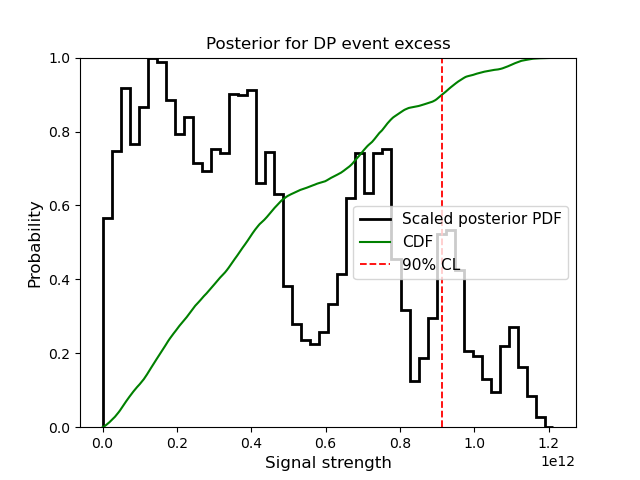 Posterior for DP event excess
1.0
0.8
0.6
0.4
0.2
0.0
Probability
Scaled posterior PDF
CDF
90% CL
0.0 0.2 0.4 0.6 0.8 1.0 1.2
1e12
Signal strength